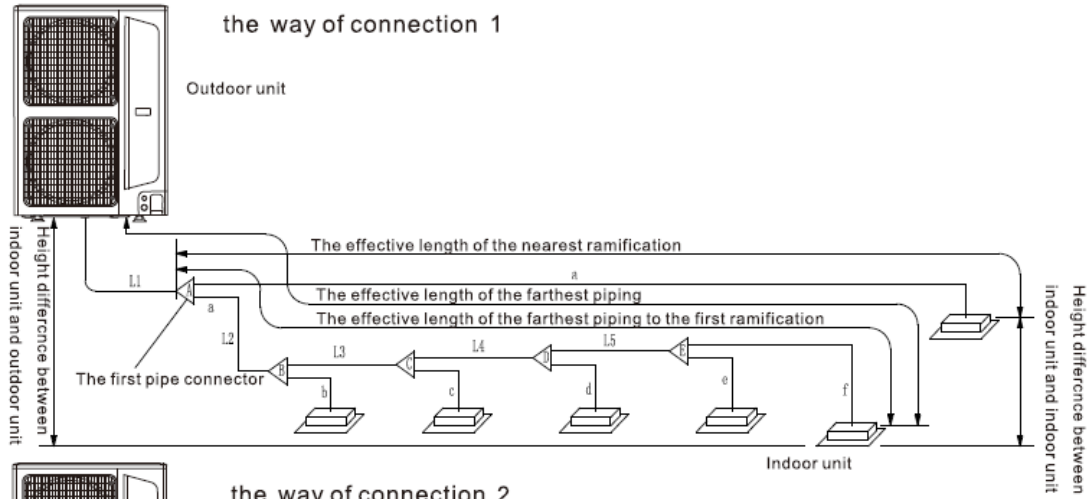 the way of connection 1
Outdoor unit
Height differcnce between
indoor unit and outdoor unit
The effective length of the nearest ramification
a
L1
A
a
The effective length of the farthest piping
The effective length of the farthest piping to the first ramification
L2
L3
L4
L5
B
C
D
E
The first pipe connector
b
c
d
e
f
Indoor unit
Height differcnce between
indoor unit and indoor unit
the way of connection 2